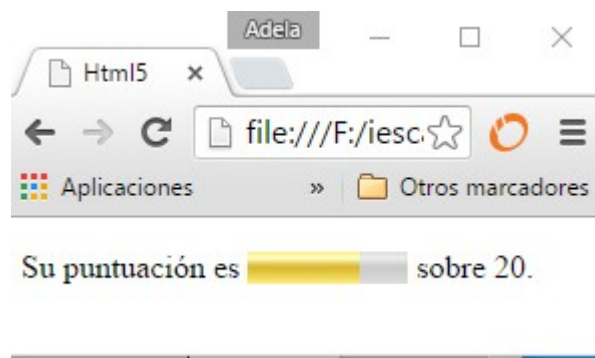 Adela
Html5
file:///F:/iesc
Aplicaciones » Otros marcadores
Su puntuación es sobre 20.